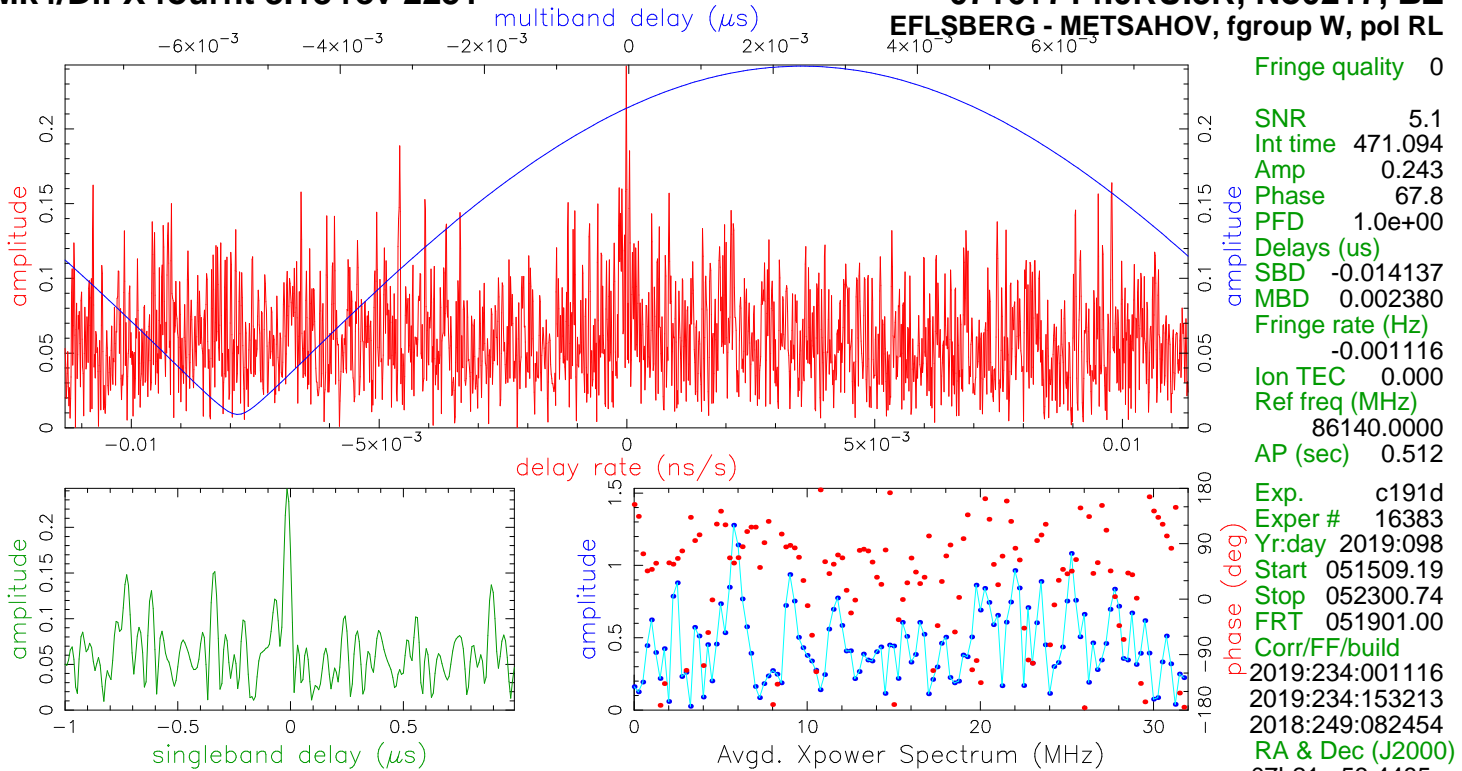 multiband delay (μs)
EFLSBERG - METSAHOV, fgroup W, pol RL
−6×10⁻³ −4×10⁻³ −2×10⁻³ 0 2×10⁻³ 4×10⁻³ 6×10⁻³
amplitude
0 0.05 0.1 0.15 0.2
amplitude
0 0.05 0.1 0.15 0.2
−0.01 −5×10⁻³ 0 5×10⁻³ 0.01
delay rate (ns/s)
Fringe quality 0
SNR 5.1
Int time 471.094
Amp 0.243
Phase 67.8
PFD 1.0e+00
Delays (us)
SBD -0.014137
MBD 0.002380
Fringe rate (Hz)
-0.001116
Ion TEC 0.000
Ref freq (MHz)
86140.0000
AP (sec) 0.512
Exp. c191d
Exper # 16383
Yr:day 2019:098
Start 051509.19
Stop 052300.74
FRT 051901.00
Corr/FF/build
2019:234:001116
2019:234:153213
2018:249:082454
RA & Dec (J2000)
amplitude
0 0.05 0.1 0.15 0.2
−1 −0.5 0 0.5
singleband delay (μs)
amplitude
0 0.5 1 1.5
phase (deg)
−180 −90 0 90 180
0 10 20 30
Avgd. Xpower Spectrum (MHz)